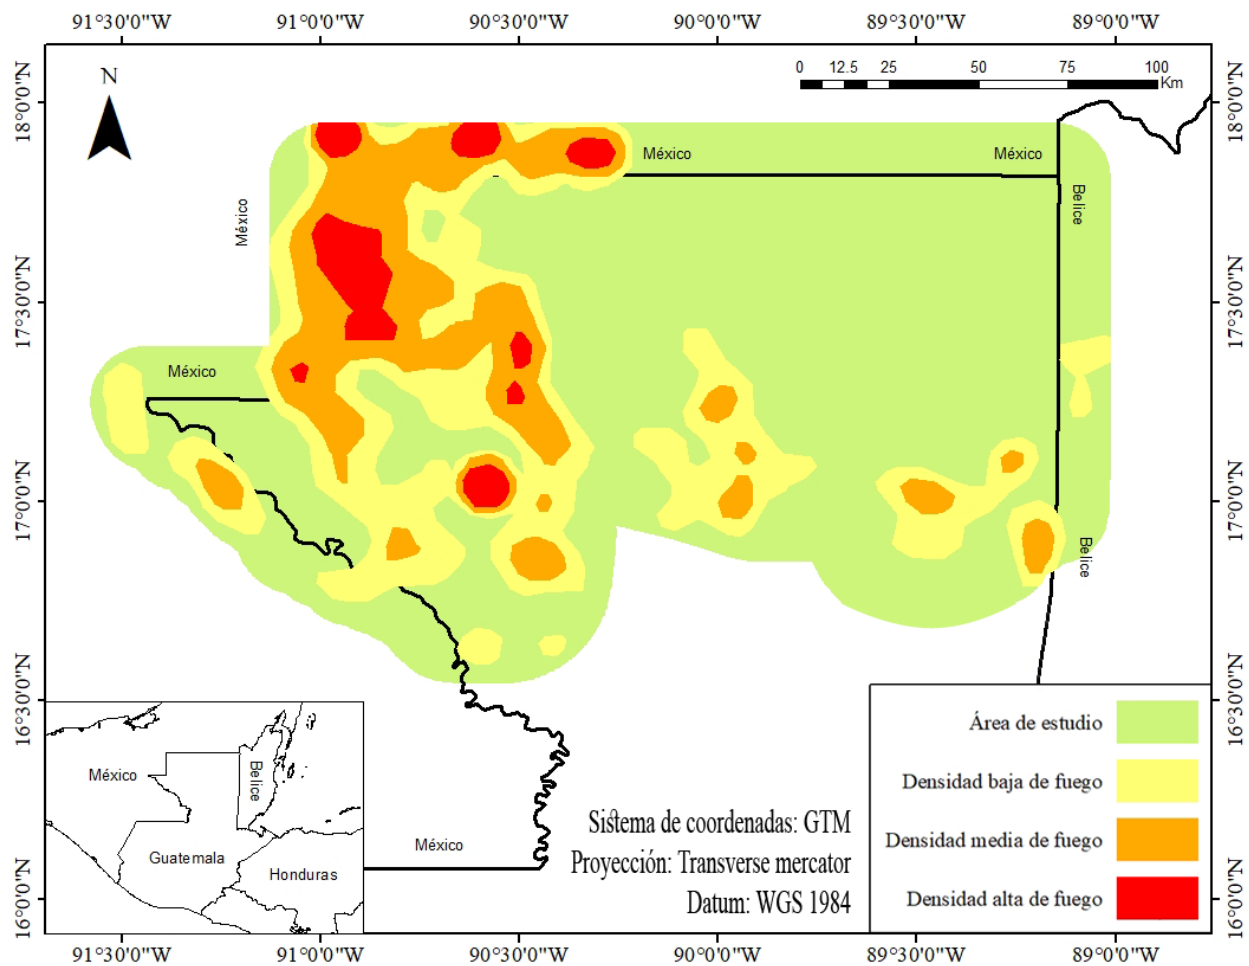 91°30'0"W 91°0'0"W 90°30'0"W 90°0'0"W 89°30'0"W 89°0'0"W
N
0 12.5 25 50 75 100
Km
18°0'0"N
18°0'0"N
México
México
México
Belice
17°30'0"N
17°30'0"N
México
17°0'0"N
17°0'0"N
Belice
16°30'0"N
16°30'0"N
México
Belice
Guatemala
Honduras
México
Sistema de coordenadas: GTM
Proyección: Transverse mercator
Datum: WGS 1984
Área de estudio
Densidad baja de fuego
Densidad media de fuego
Densidad alta de fuego
16°0'0"N
16°0'0"N
91°30'0"W 91°0'0"W 90°30'0"W 90°0'0"W 89°30'0"W 89°0'0"W